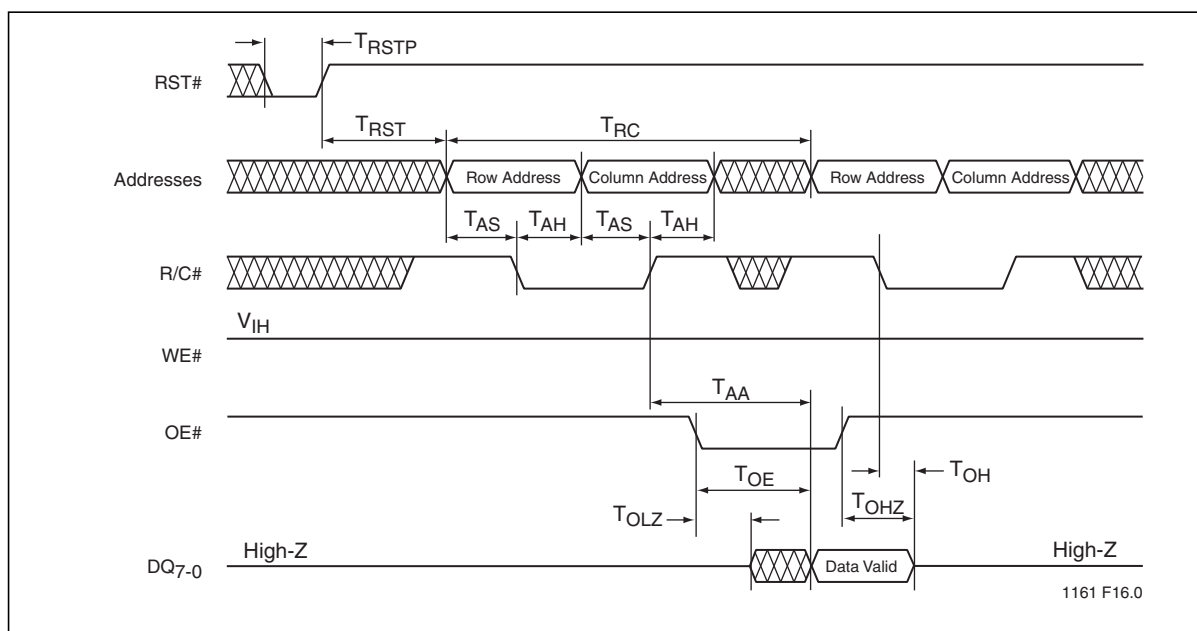 TRSTP
RST#
TRST
TRC
Addresses
Row Address
Column Address
Row Address
Column Address
TAS
TAH
TAS
TAH
R/C#
VIH
WE#
TAA
OE#
TOE
TOH
TOLZ
TOHZ
High-Z
High-Z
DQ7-0
Data Valid
1161 F16.0